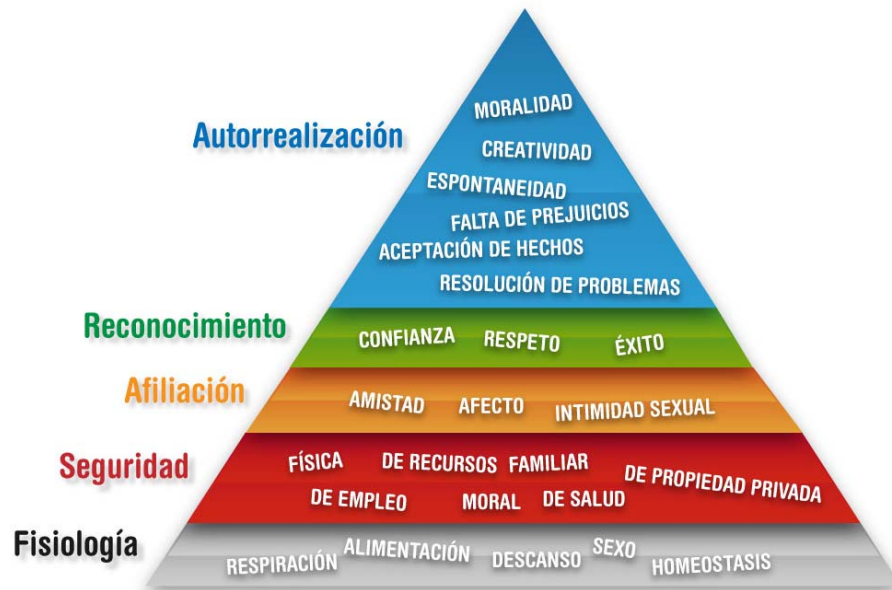 MORALIDAD
Autorrealización
CREATIVIDAD
ESPONTANEIDAD
FALTA DE PREJUICIOS
ACEPTACIÓN DE HECHOS
RESOLUCIÓN DE PROBLEMAS
Reconocimiento
CONFIANZA RESPETO ÉXITO
Afiliación
AMISTAD AFECTO INTIMIDAD SEXUAL
Seguridad
FÍSICA DE RECURSOS FAMILIAR DE PROPIEDAD PRIVADA
DE EMPLEO MORAL DE SALUD
Fisiología
RESPIRACIÓN ALIMENTACIÓN DESCANSO SEXO HOMEOSTASIS